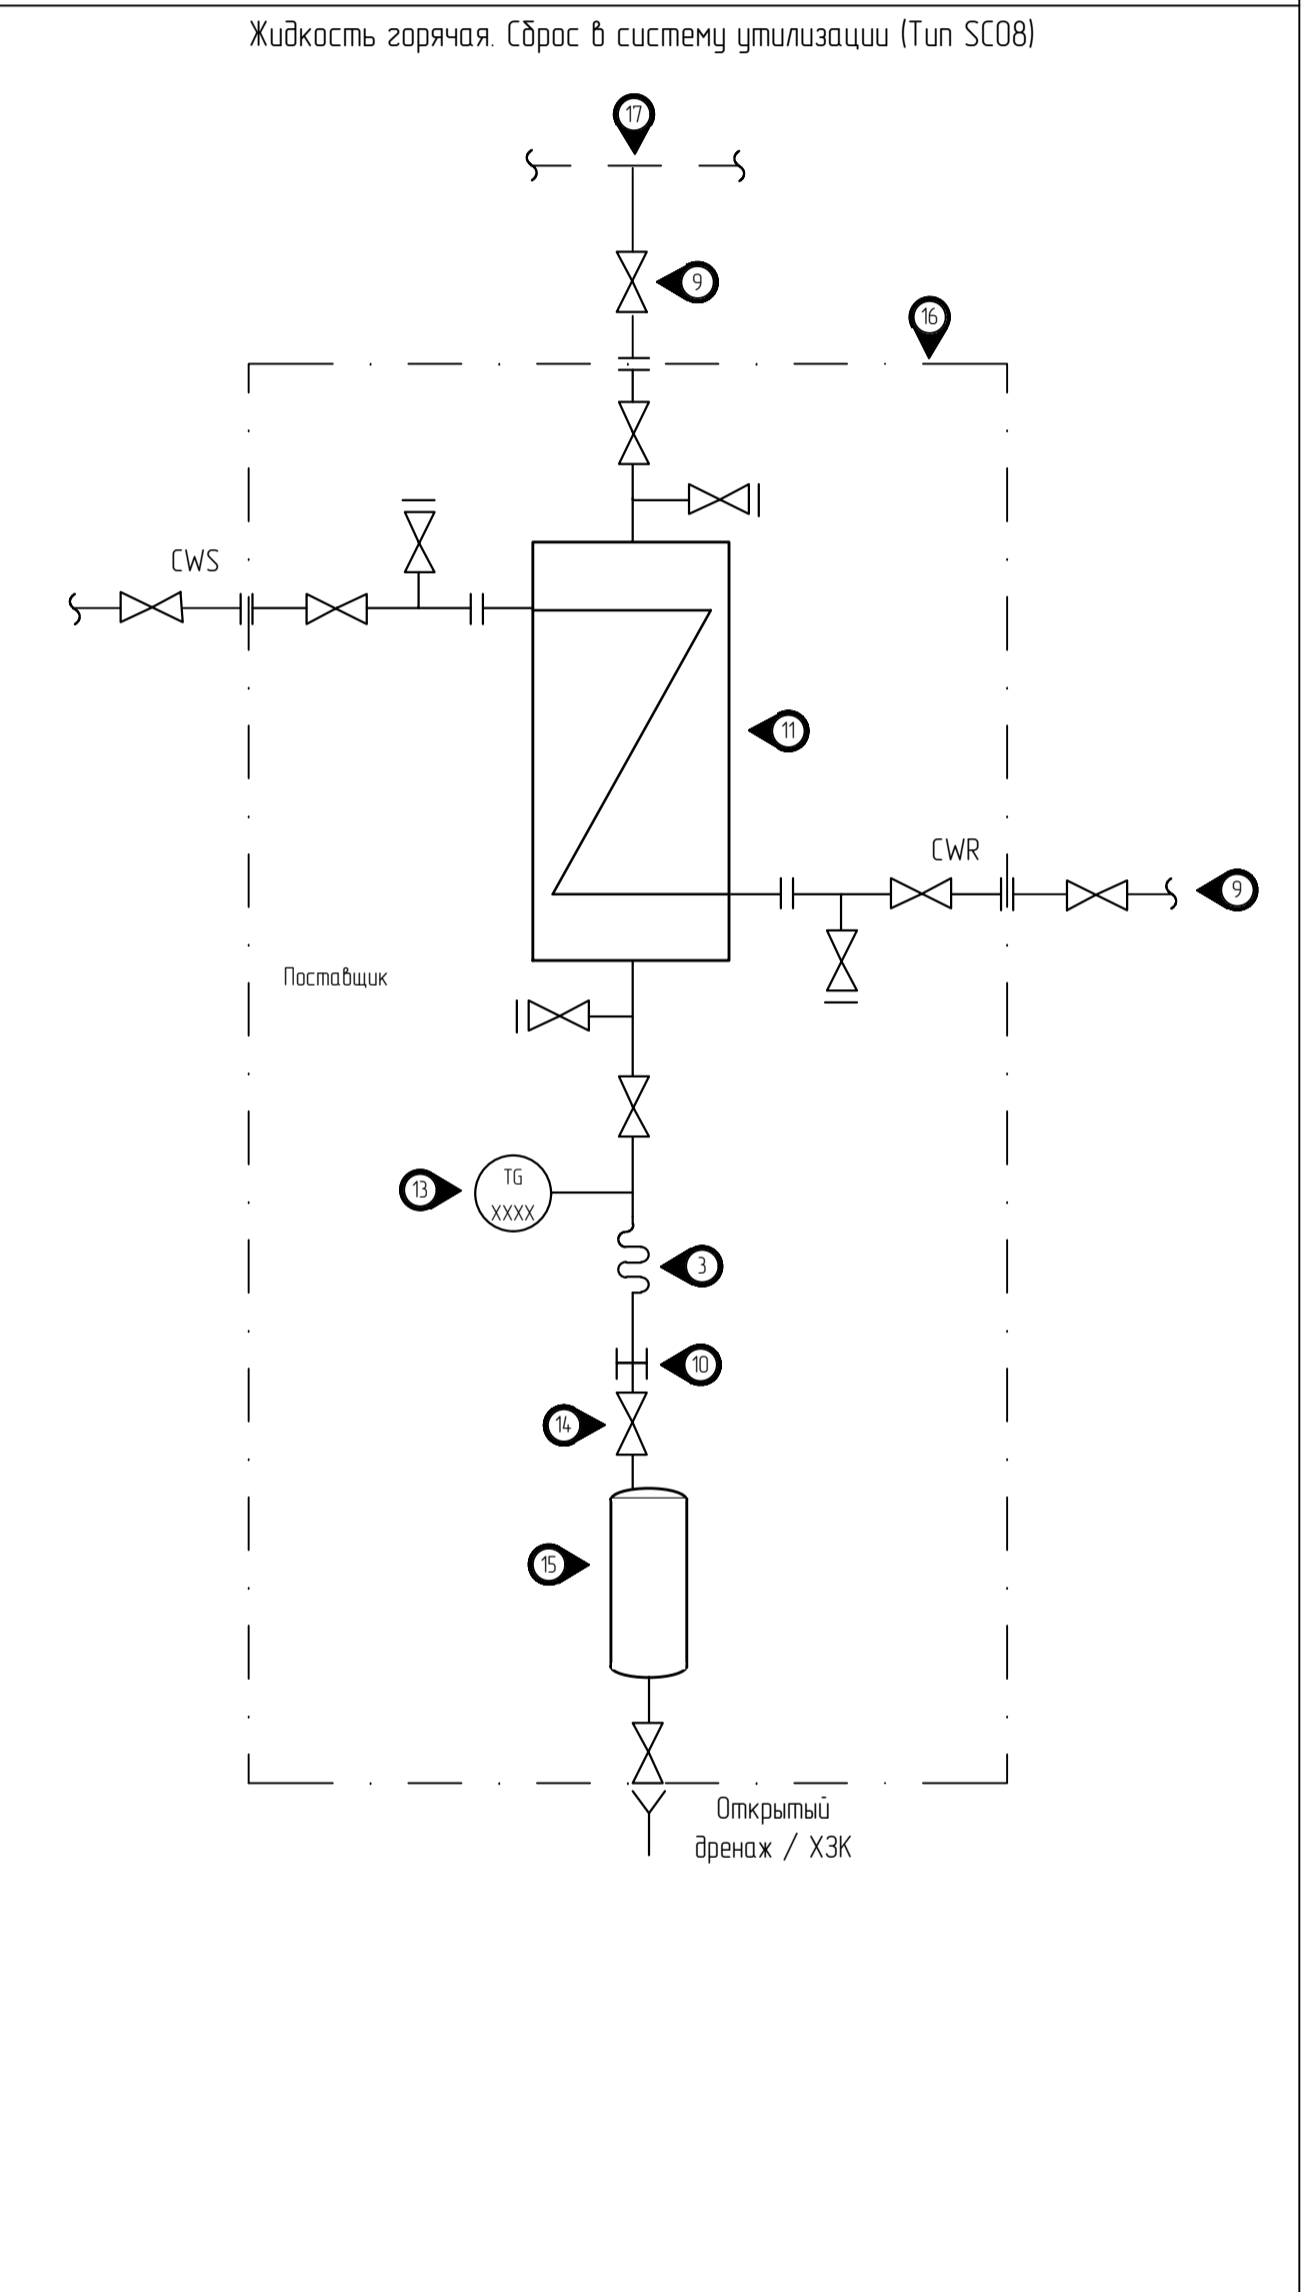 Жидкость горячая. Сброс в систему утилизации (Тип SC08)
17
9
16
CWS
11
CWR
9
Поставщик
TG
13
XXXX
3
10
14
15
Открытый
дренаж / ХЗК